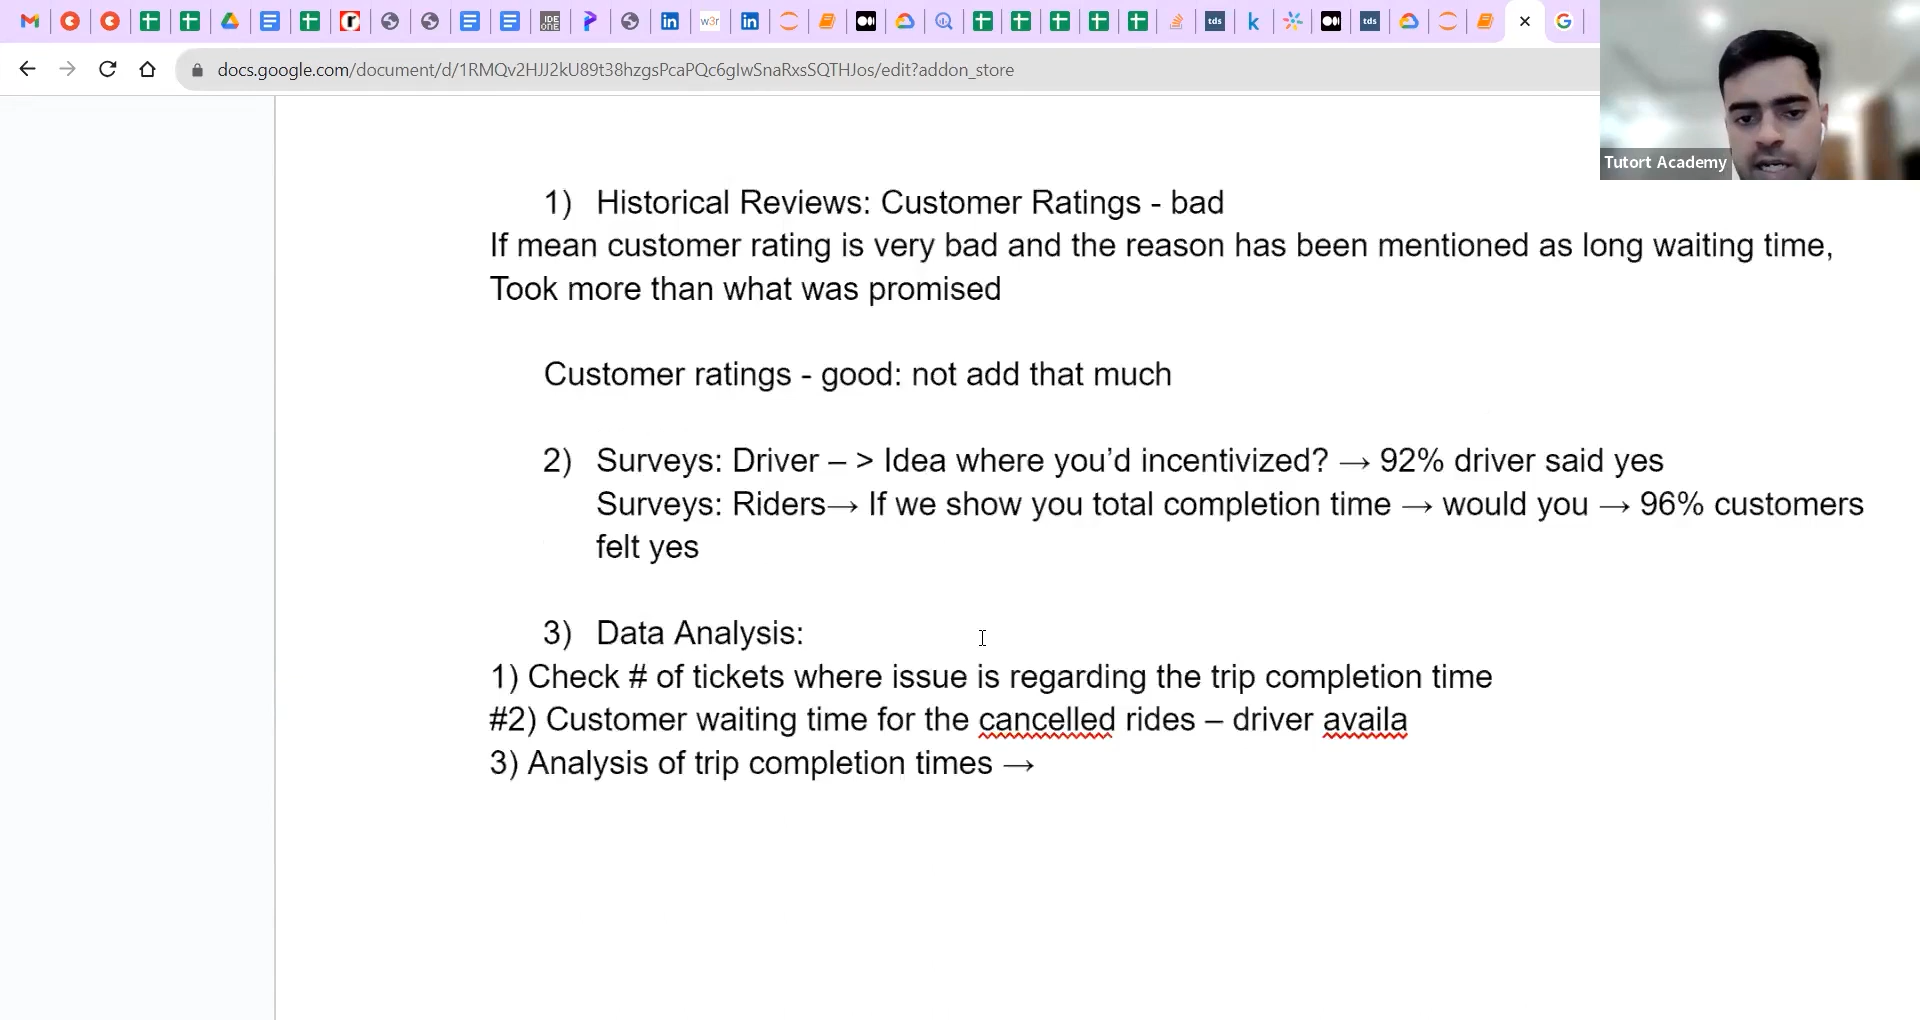 w3r
tds
k
tds
docs.google.com/document/d/1RMQv2HJJ2kU89t38hzgsPcaPQc6gIwSnaRxsSQTHJos/edit?addon_store
Tutort Academy
1) Historical Reviews: Customer Ratings - bad
If mean customer rating is very bad and the reason has been mentioned as long waiting time,
Took more than what was promised
Customer ratings - good: not add that much
2) Surveys: Driver – > Idea where you’d incentivized? → 92% driver said yes
Surveys: Riders→ If we show you total completion time → would you → 96% customers
felt yes
3) Data Analysis:
1) Check # of tickets where issue is regarding the trip completion time
#2) Customer waiting time for the cancelled rides – driver availa
3) Analysis of trip completion times →